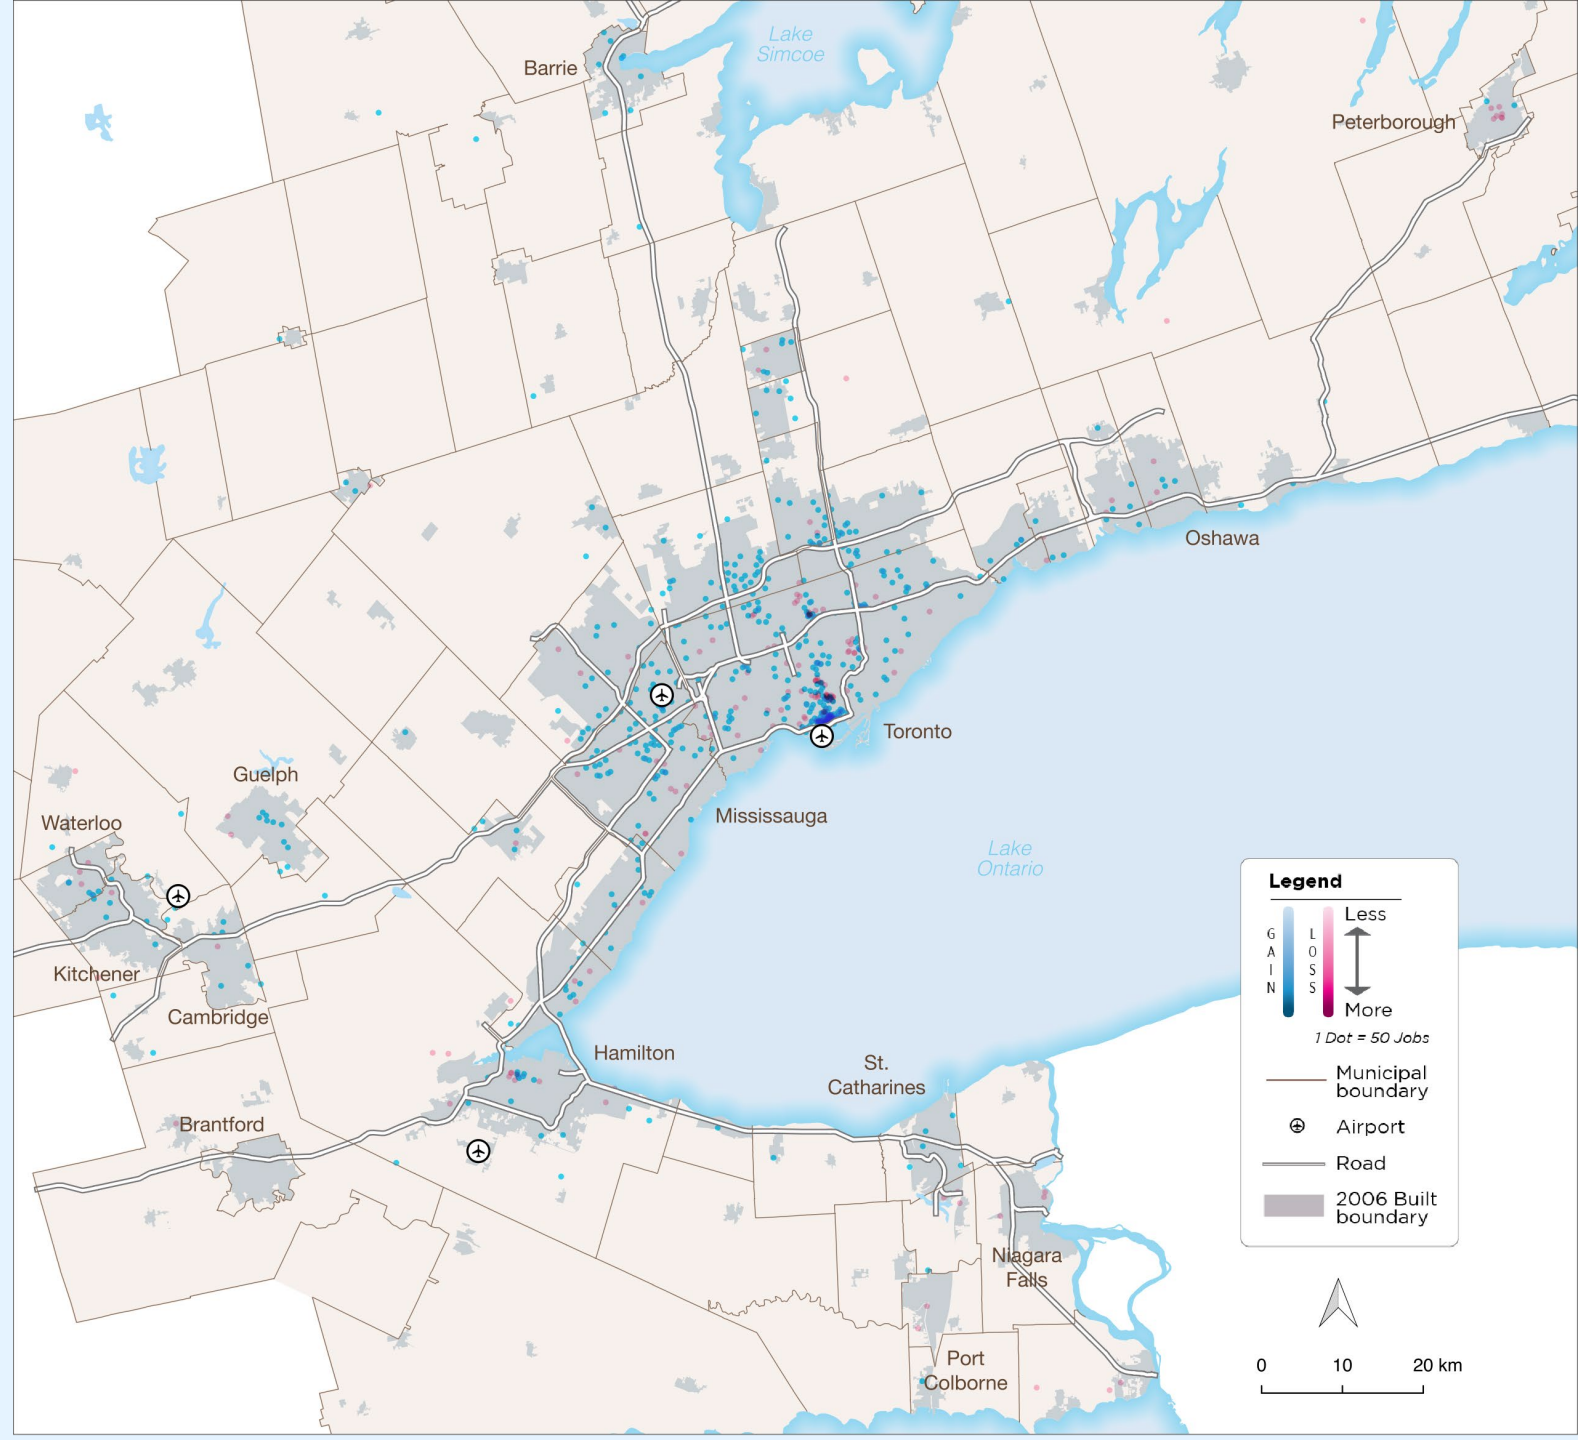 Lake
Simcoe
Barrie
Peterborough
Oshawa
Toronto
Guelph
Waterloo
Mississauga
Lake
Ontario
Kitchener
Cambridge
Hamilton
St.
Catharines
Brantford
Niagara
Falls
Port
Colborne
Legend
GAIN
LOSS
Less
More
1 Dot = 50 Jobs
Municipal
boundary
Airport
Road
2006 Built
boundary
0 10 20 km